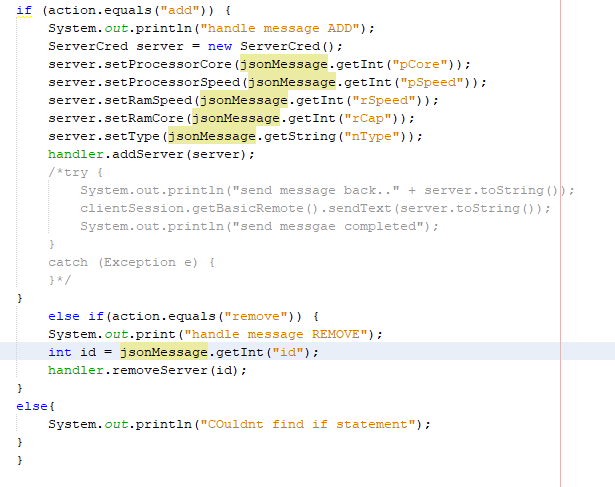 if (action.equals("add")) {
System.out.println("handle message ADD");
ServerCred server = new ServerCred();
server.setProcessorCore(jsonMessage.getInt("pCore"));
server.setProcessorSpeed(jsonMessage.getInt("pSpeed"));
server.setRamSpeed(jsonMessage.getInt("rSpeed"));
server.setRamCore(jsonMessage.getInt("rCap"));
server.setType(jsonMessage.getString("nType"));
handler.addServer(server);
/*try {
System.out.println("send message back.." + server.toString());
clientSession.getBasicRemote().sendText(server.toString());
System.out.println("send messgae completed");
}
catch (Exception e) {
}*/
}
else if(action.equals("remove")) {
System.out.print("handle message REMOVE");
int id = jsonMessage.getInt("id");
handler.removeServer(id);
}
else{
System.out.println("COuldnt find if statement");
}
}